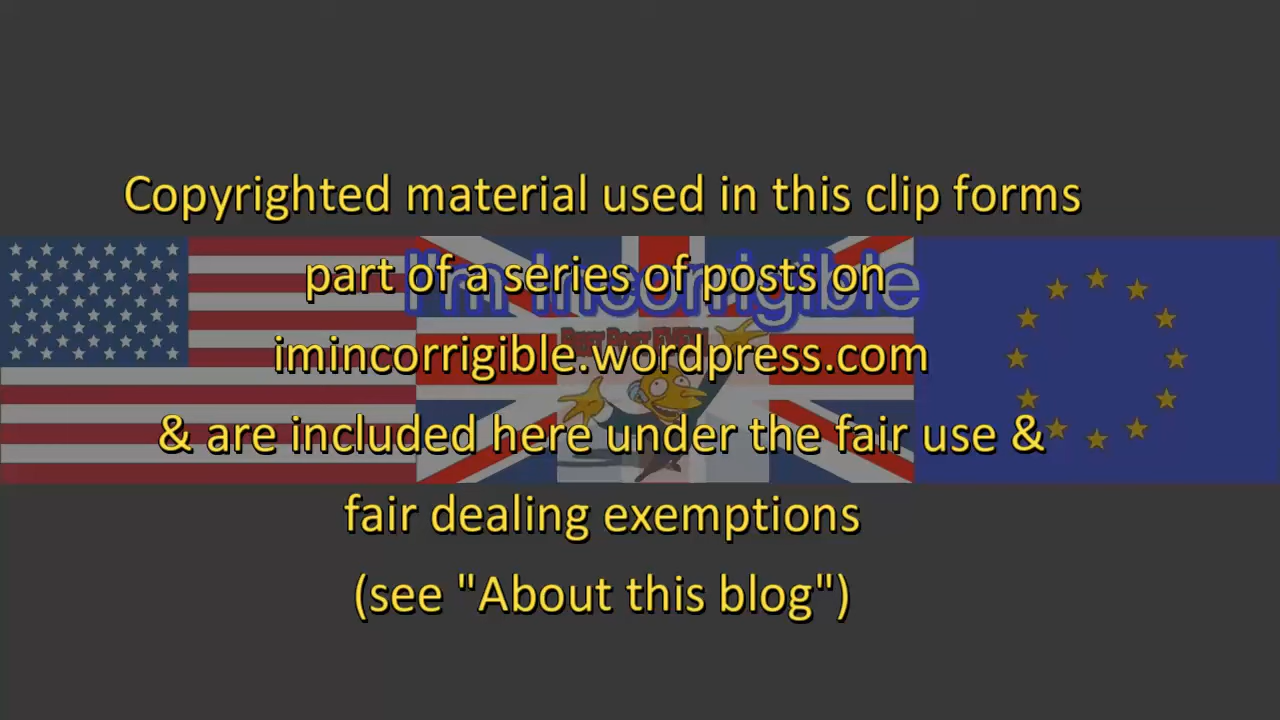 Copyrighted material used in this clip forms
part of a series of posts on
I'm Incorrigible
imincorrigible.wordpress.com
& are included here under the fair use &
fair dealing exemptions
(see "About this blog")